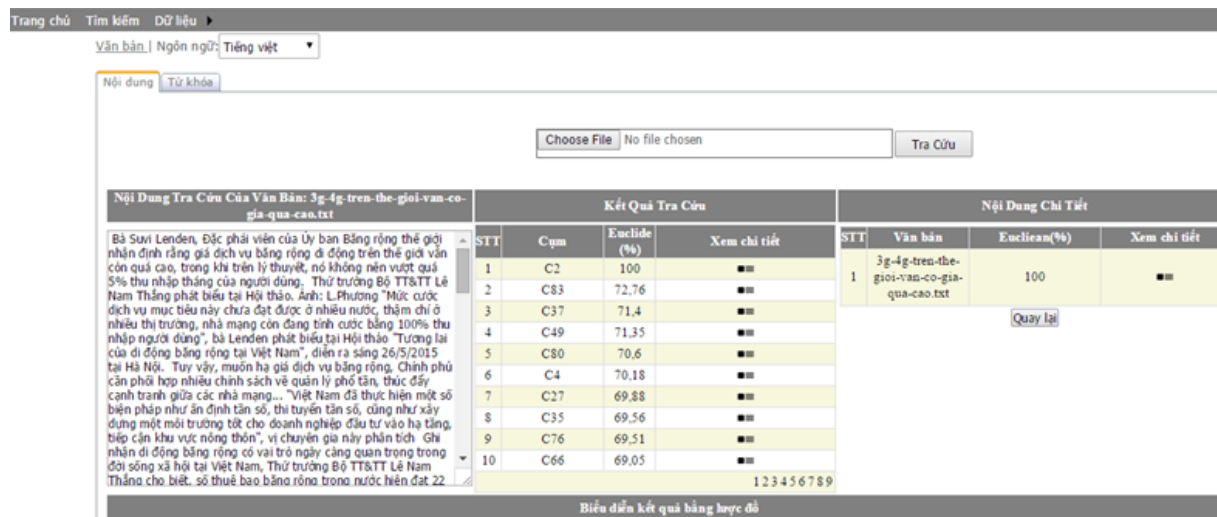 Trang chủ Tìm kiếm Dữ liệu
Văn bản | Ngôn ngữ: Tiếng việt
Nội dung Từ khóa
Choose File No file chosen Tra Cứu
Nội Dung Tra Cứu Của Văn Bản: 3g-4g-tren-the-gioi-van-co-
gia-qua-cao.txt
Bà Suvi Lenden, Đặc phái viên của Ủy ban Băng rộng thế giới
nhận định rằng giá dịch vụ băng rộng di động trên thế giới vẫn
còn quá cao, trong khi trên lý thuyết, nó không nên vượt quá
5% thu nhập tháng của người dùng. Thứ trưởng Bộ TT&TT Lê
Nam Thắng phát biểu tại Hội thảo. Ảnh: L.Phương "Mức cước
dịch vụ mục tiêu này chưa đạt được ở nhiều nước, thậm chí ở
nhiều thị trường, nhà mạng còn đang tính cước bằng 100% thu
nhập người dùng", bà Lenden phát biểu tại Hội thảo "Tương lai
của di động băng rộng tại Việt Nam", diễn ra sáng 26/5/2015
tại Hà Nội. Tuy vậy, muốn hạ giá dịch vụ băng rộng, Chính phủ
cần phối hợp nhiều chính sách về quản lý phổ tần, thúc đẩy
cạnh tranh giữa các nhà mạng... "Việt Nam đã thực hiện một số
biện pháp như ấn định tần số, thi tuyển tần số, cũng như xây
dựng một môi trường tốt cho doanh nghiệp đầu tư vào hạ tầng,
tiếp cận khu vực nông thôn", vị chuyên gia này phân tích Ghi
nhận di động băng rộng có vai trò ngày càng quan trọng trong
đời sống xã hội tại Việt Nam, Thứ trưởng Bộ TT&TT Lê Nam
Thắng cho biết, số thuê bao băng rộng trong nước hiện đạt 22
Kết Quả Tra Cứu
STT Cụm Euclide (%) Xem chi tiết
1 C2 100
2 C83 72,76
3 C37 71,4
4 C49 71,35
5 C80 70,6
6 C4 70,18
7 C27 69,88
8 C35 69,56
9 C76 69,51
10 C66 69,05
1 2 3 4 5 6 7 8 9
Nội Dung Chi Tiết
STT Văn bản Eucliean(%) Xem chi tiết
1 3g-4g-tren-the-
gioi-van-co-gia-
qua-cao.txt 100
Quay lại
Biểu diễn kết quả bằng lược đồ